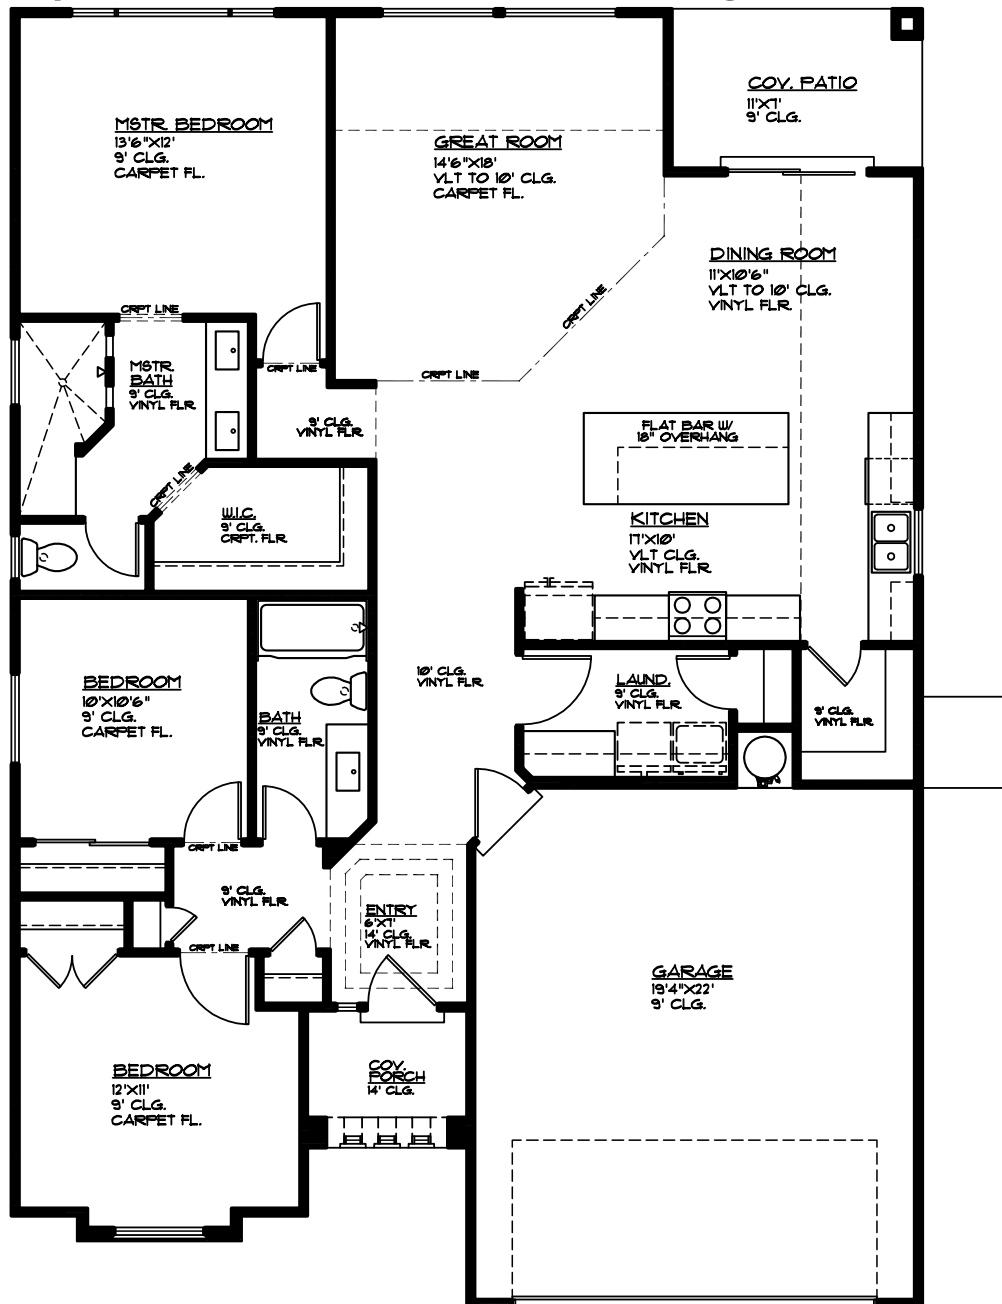 COV. PATIO
11'X7'
9' CLG.
MSTR. BEDROOM
13'6"X12'
9' CLG.
CARPET FL.
GREAT ROOM
14'6"X18'
VLT TO 10' CLG.
CARPET FL.
DINING ROOM
11'X10'6"
VLT TO 10' CLG.
VINYL FLR.
CRPT LINE
CRPT LINE
CRPT LINE
CRPT LINE
MSTR.
BATH
9' CLG.
VINYL FLR.
9' CLG.
VINYL FLR.
FLAT BAR W/
18" OVERHANG
CRPT LINE
W.I.C.
9' CLG.
CRPT. FLR.
KITCHEN
17'X10'
VLT CLG.
VINYL FLR.
BEDROOM
10'X10'6"
9' CLG.
CARPET FL.
BATH
9' CLG.
VINYL FLR.
10' CLG.
VINYL FLR.
LAUND.
9' CLG.
VINYL FLR.
9' CLG.
VINYL FLR.
CRPT LINE
9' CLG.
VINYL FLR.
ENTRY
6'X7'
14' CLG.
VINYL FLR.
CRPT LINE
GARAGE
19'4"X22'
9' CLG.
BEDROOM
12'X11'
9' CLG.
CARPET FL.
COV.
PORCH
14' CLG.